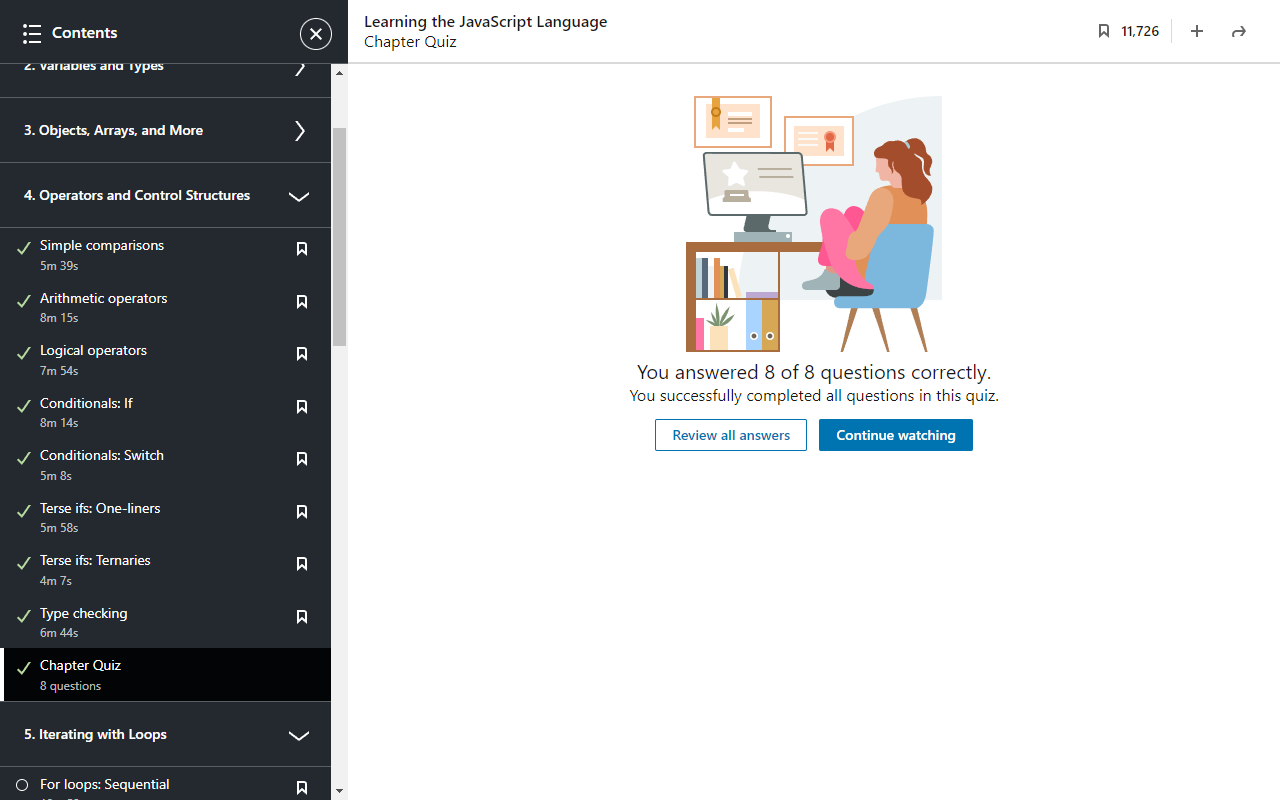 Contents
2. Variables and Types
3. Objects, Arrays, and More
4. Operators and Control Structures
Simple comparisons
5m 39s
Arithmetic operators
8m 15s
Logical operators
7m 54s
Conditionals: If
8m 14s
Conditionals: Switch
5m 8s
Terse ifs: One-liners
5m 58s
Terse ifs: Ternaries
4m 7s
Type checking
6m 44s
Chapter Quiz
8 questions
5. Iterating with Loops
For loops: Sequential
Learning the JavaScript Language
Chapter Quiz
11,726
You answered 8 of 8 questions correctly.
You successfully completed all questions in this quiz.
Review all answers
Continue watching